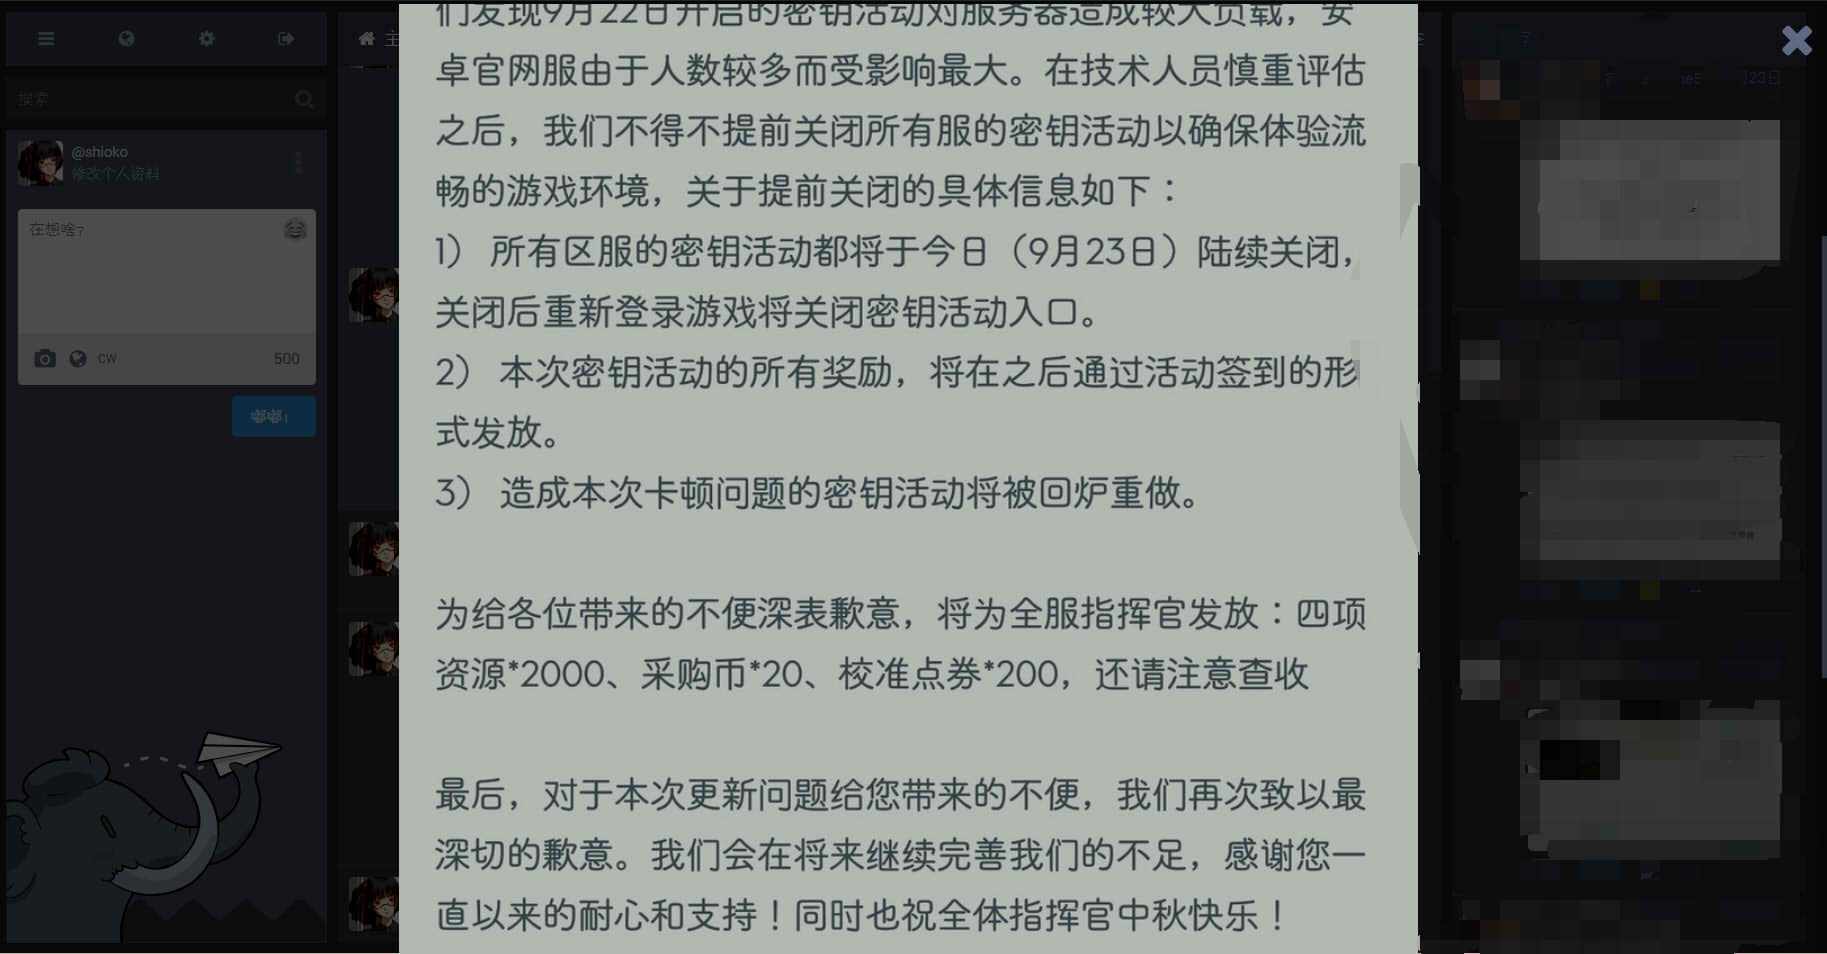 搜索
@shioko
修改个人资料
在想啥?
CW
500
嘟嘟!
主
们发现9月22日开启的密钥活动对服务器造成较大负载，安
卓官网服由于人数较多而受影响最大。在技术人员慎重评估
之后，我们不得不提前关闭所有服的密钥活动以确保体验流
畅的游戏环境，关于提前关闭的具体信息如下：
1） 所有区服的密钥活动都将于今日（9月23日）陆续关闭，
关闭后重新登录游戏将关闭密钥活动入口。
2） 本次密钥活动的所有奖励，将在之后通过活动签到的形
式发放。
3） 造成本次卡顿问题的密钥活动将被回炉重做。
为给各位带来的不便深表歉意，将为全服指挥官发放：四项
资源*2000、采购币*20、校准点券*200，还请注意查收
最后，对于本次更新问题给您带来的不便，我们再次致以最
深切的歉意。我们会在将来继续完善我们的不足，感谢您一
直以来的耐心和支持！同时也祝全体指挥官中秋快乐！